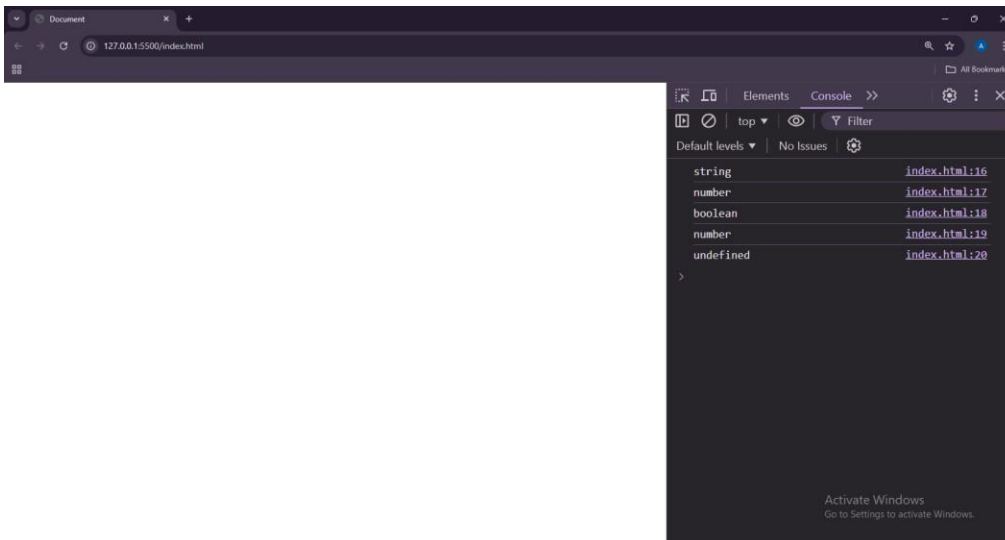 Document
127.0.0.1:5500/index.html
A
All Bookmark
Elements Console
top Filter
Default levels No Issues
string index.html:16
number index.html:17
boolean index.html:18
number index.html:19
undefined index.html:20
Activate Windows
Go to Settings to activate Windows.